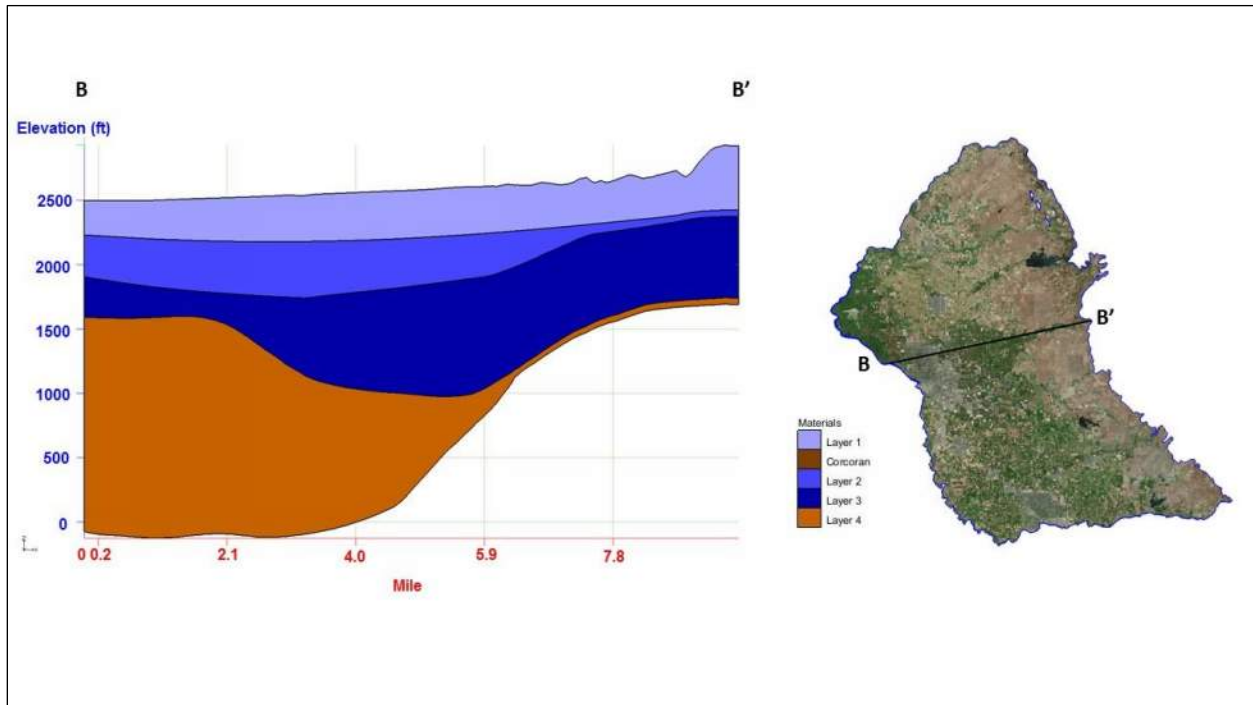 B
B’
Elevation (ft)
2500
2000
1500
1000
500
0
0 0.2 2.1 4.0 5.9 7.8
Mile
B’
B
Materials
Layer 1
Corcoran
Layer 2
Layer 3
Layer 4